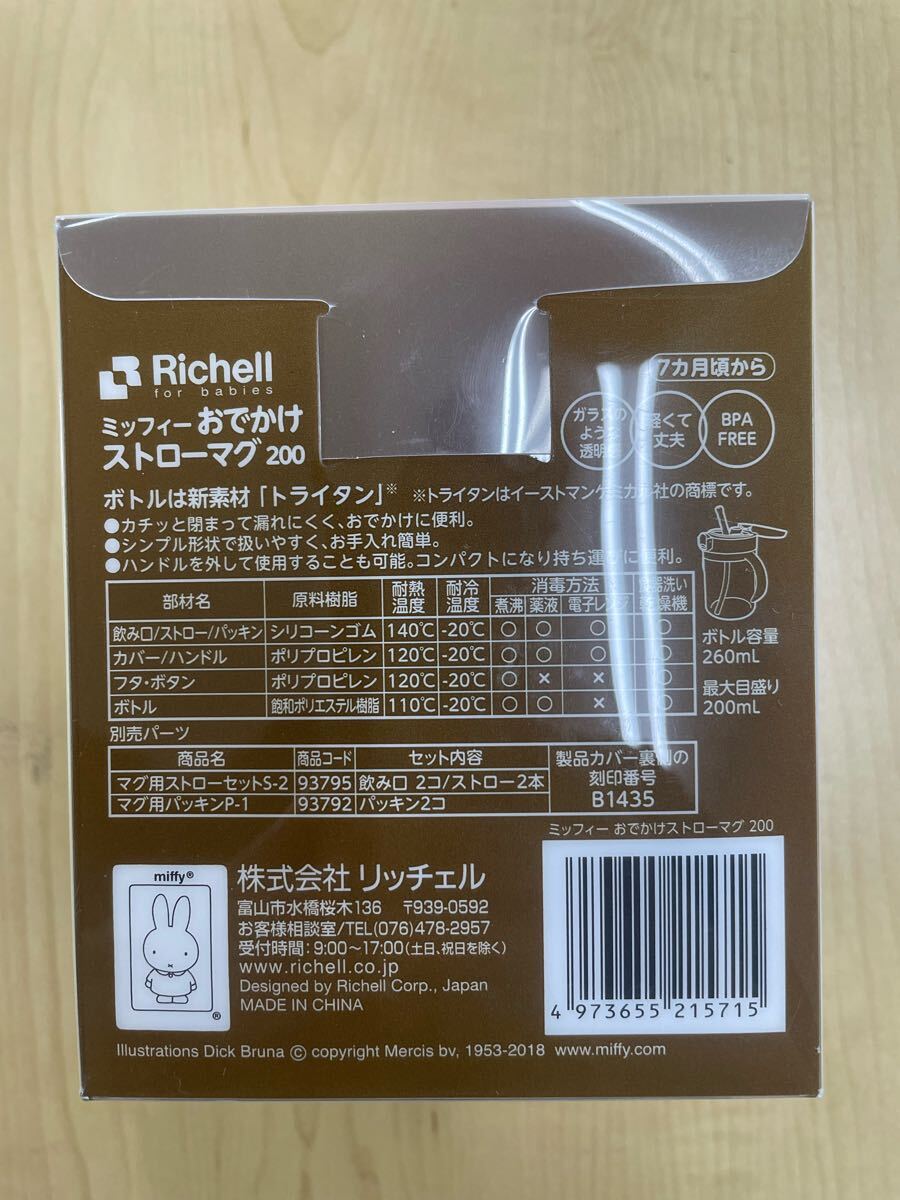 Richell
for babies
ミッフィー おでかけ
ストローマグ 200
7カ月頃から
ガラスの
ような
透明
軽くて
丈夫
BPA
FREE
ボトルは新素材「トライタン」※ ※トライタンはイーストマンケミカル社の商標です。
●カチッと閉まって漏れにくく、おでかけに便利。
●シンプル形状で扱いやすく、お手入れ簡単。
●ハンドルを外して使用することも可能。コンパクトになり持ち運びに便利。
部材名 原料樹脂 耐熱温度 耐冷温度 消毒方法 食器洗い乾燥機
煮沸 薬液 電子レンジ
飲み口/ストロー/パッキン シリコーンゴム 140℃ -20℃ ○ ○ ○ ○
カバー/ハンドル ポリプロピレン 120℃ -20℃ ○ ○ ○ ○
フタ・ボタン ポリプロピレン 120℃ -20℃ ○ × × ○
ボトル 飽和ポリエステル樹脂 110℃ -20℃ ○ ○ × ○
ボトル容量
260mL
最大目盛り
200mL
別売パーツ
商品名 商品コード セット内容
マグ用ストローセットS-2 93795 飲み口 2コ/ストロー2本
マグ用パッキンP-1 93792 パッキン2コ
製品カバー裏側の
刻印番号
B1435
ミッフィー おでかけストローマグ 200
miffy®
®
株式会社 リッチェル
富山市水橋桜木136 〒939-0592
お客様相談室/TEL(076)478-2957
受付時間:9:00～17:00(土日、祝日を除く)
www.richell.co.jp
Designed by Richell Corp., Japan
MADE IN CHINA
4 973655 215715
Illustrations Dick Bruna © copyright Mercis bv, 1953-2018 www.miffy.com